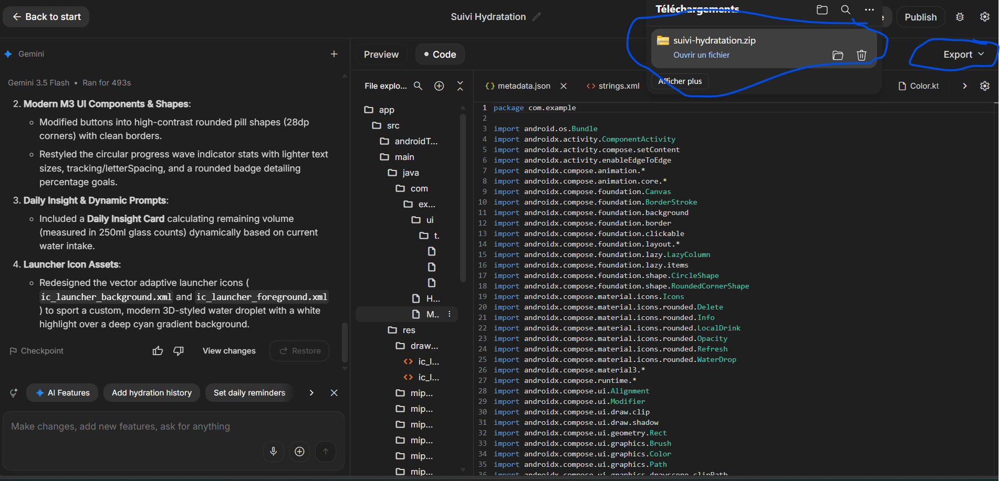 Back to start
Suivi Hydratation
Téléchargements
Publish
suivi-hydratation.zip
Ouvrir un fichier
Afficher plus
Gemini
Preview
Code
Export
Gemini 3.5 Flash • Ran for 493s
2. Modern M3 UI Components & Shapes:
Modified buttons into high-contrast rounded pill shapes (28dp
corners) with clean borders.
Restyled the circular progress wave indicator stats with lighter text
sizes, tracking/letterSpacing, and a rounded badge detailing
percentage goals.
3. Daily Insight & Dynamic Prompts:
Included a Daily Insight Card calculating remaining volume
(measured in 250ml glass counts) dynamically based on current
water intake.
4. Launcher Icon Assets:
Redesigned the vector adaptive launcher icons (
ic_launcher_background.xml and ic_launcher_foreground.xml
) to sport a custom, modern 3D-styled water droplet with a white
highlight over a deep cyan gradient background.
Checkpoint
View changes
Restore
AI Features
Add hydration history
Set daily reminders
Make changes, add new features, ask for anything
File explo...
app
src
androidT...
main
java
com
ex...
ui
t.
H...
M..
res
draw...
ic_l...
ic_l...
mip...
mip...
mip...
mip...
mip...
mip...
{} metadata.json
<> strings.xml
Color.kt
1 package com.example
2
3 import android.os.Bundle
4 import androidx.activity.ComponentActivity
5 import androidx.activity.compose.setContent
6 import androidx.activity.enableEdgeToEdge
7 import androidx.compose.animation.*
8 import androidx.compose.animation.core.*
9 import androidx.compose.foundation.Canvas
10 import androidx.compose.foundation.BorderStroke
11 import androidx.compose.foundation.background
12 import androidx.compose.foundation.border
13 import androidx.compose.foundation.clickable
14 import androidx.compose.foundation.layout.*
15 import androidx.compose.foundation.lazy.LazyColumn
16 import androidx.compose.foundation.lazy.items
17 import androidx.compose.foundation.shape.CircleShape
18 import androidx.compose.foundation.shape.RoundedCornerShape
19 import androidx.compose.material.icons.Icons
20 import androidx.compose.material.icons.rounded.Delete
21 import androidx.compose.material.icons.rounded.Info
22 import androidx.compose.material.icons.rounded.LocalDrink
23 import androidx.compose.material.icons.rounded.Opacity
24 import androidx.compose.material.icons.rounded.Refresh
25 import androidx.compose.material.icons.rounded.WaterDrop
26 import androidx.compose.material3.*
27 import androidx.compose.runtime.*
28 import androidx.compose.ui.Alignment
29 import androidx.compose.ui.Modifier
30 import androidx.compose.ui.draw.clip
31 import androidx.compose.ui.draw.shadow
32 import androidx.compose.ui.geometry.Rect
33 import androidx.compose.ui.graphics.Brush
34 import androidx.compose.ui.graphics.Color
35 import androidx.compose.ui.graphics.Path
36 import androidx.compose.ui.graphics.drawscope.clipPath